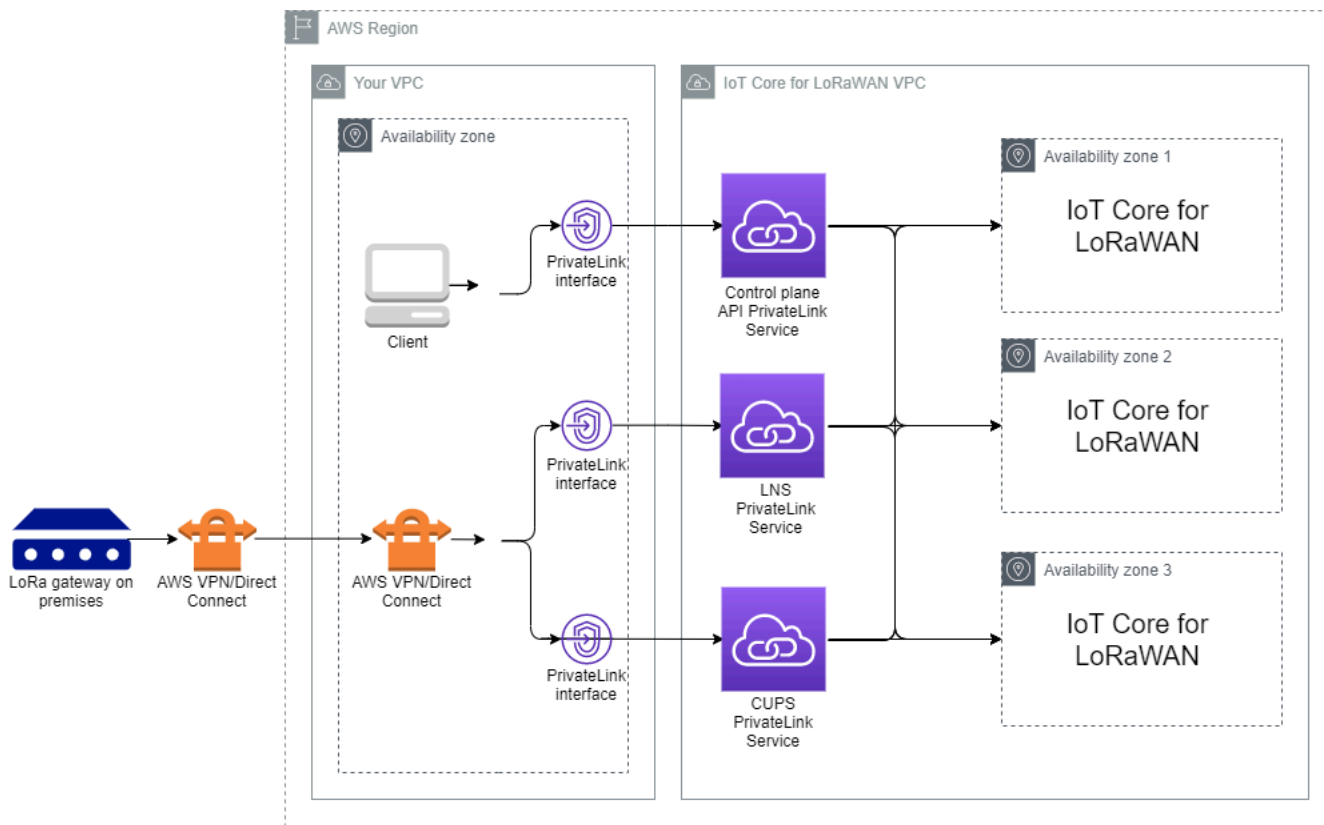 AWS Region
Your VPC
IoT Core for LoRaWAN VPC
Availability zone
Availability zone 1
IoT Core for
LoRaWAN
PrivateLink
interface
Control plane
API PrivateLink
Service
Client
Availability zone 2
IoT Core for
LoRaWAN
PrivateLink
interface
LNS
PrivateLink
Service
LoRa gateway on
premises
AWS VPN/Direct
Connect
AWS VPN/Direct
Connect
Availability zone 3
IoT Core for
LoRaWAN
PrivateLink
interface
CUPS
PrivateLink
Service